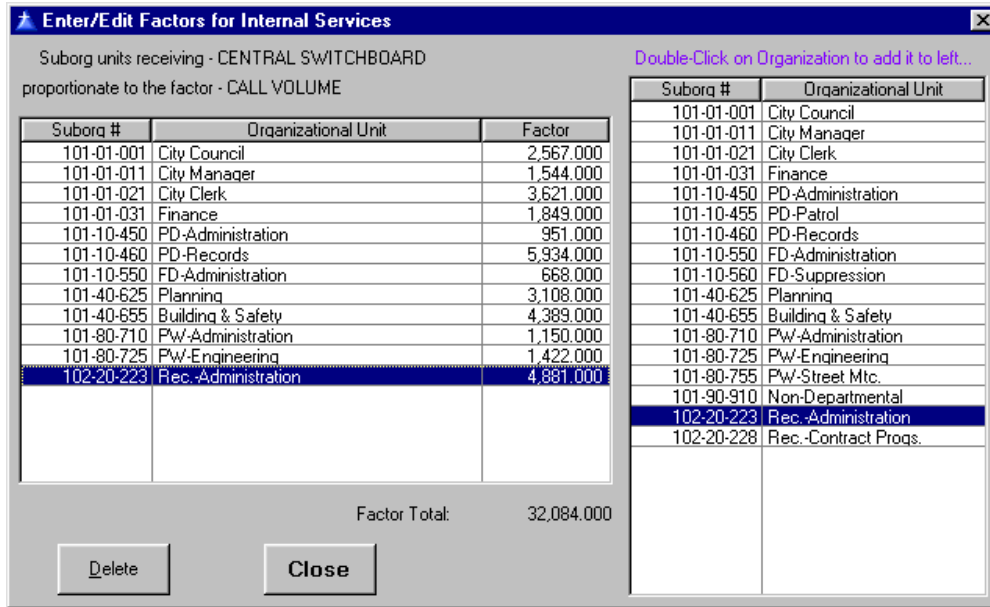 Enter/Edit Factors for Internal Services
Suborg units receiving - CENTRAL SWITCHBOARD
proportionate to the factor - CALL VOLUME
Suborg # Organizational Unit Factor
101-01-001 City Council 2,567.000
101-01-011 City Manager 1,544.000
101-01-021 City Clerk 3,621.000
101-01-031 Finance 1,849.000
101-10-450 PD-Administration 951.000
101-10-460 PD-Records 5,934.000
101-10-550 FD-Administration 668.000
101-40-625 Planning 3,108.000
101-40-655 Building & Safety 4,389.000
101-80-710 PW-Administration 1,150.000
101-80-725 PW-Engineering 1,422.000
102-20-223 Rec.-Administration 4,881.000
Factor Total: 32,084.000
Delete Close
Double-Click on Organization to add it to left...
Suborg # Organizational Unit
101-01-001 City Council
101-01-011 City Manager
101-01-021 City Clerk
101-01-031 Finance
101-10-450 PD-Administration
101-10-455 PD-Patrol
101-10-460 PD-Records
101-10-550 FD-Administration
101-10-560 FD-Suppression
101-40-625 Planning
101-40-655 Building & Safety
101-80-710 PW-Administration
101-80-725 PW-Engineering
101-80-755 PW-Street Mtc.
101-90-910 Non-Departmental
102-20-223 Rec.-Administration
102-20-228 Rec.-Contract Progs.